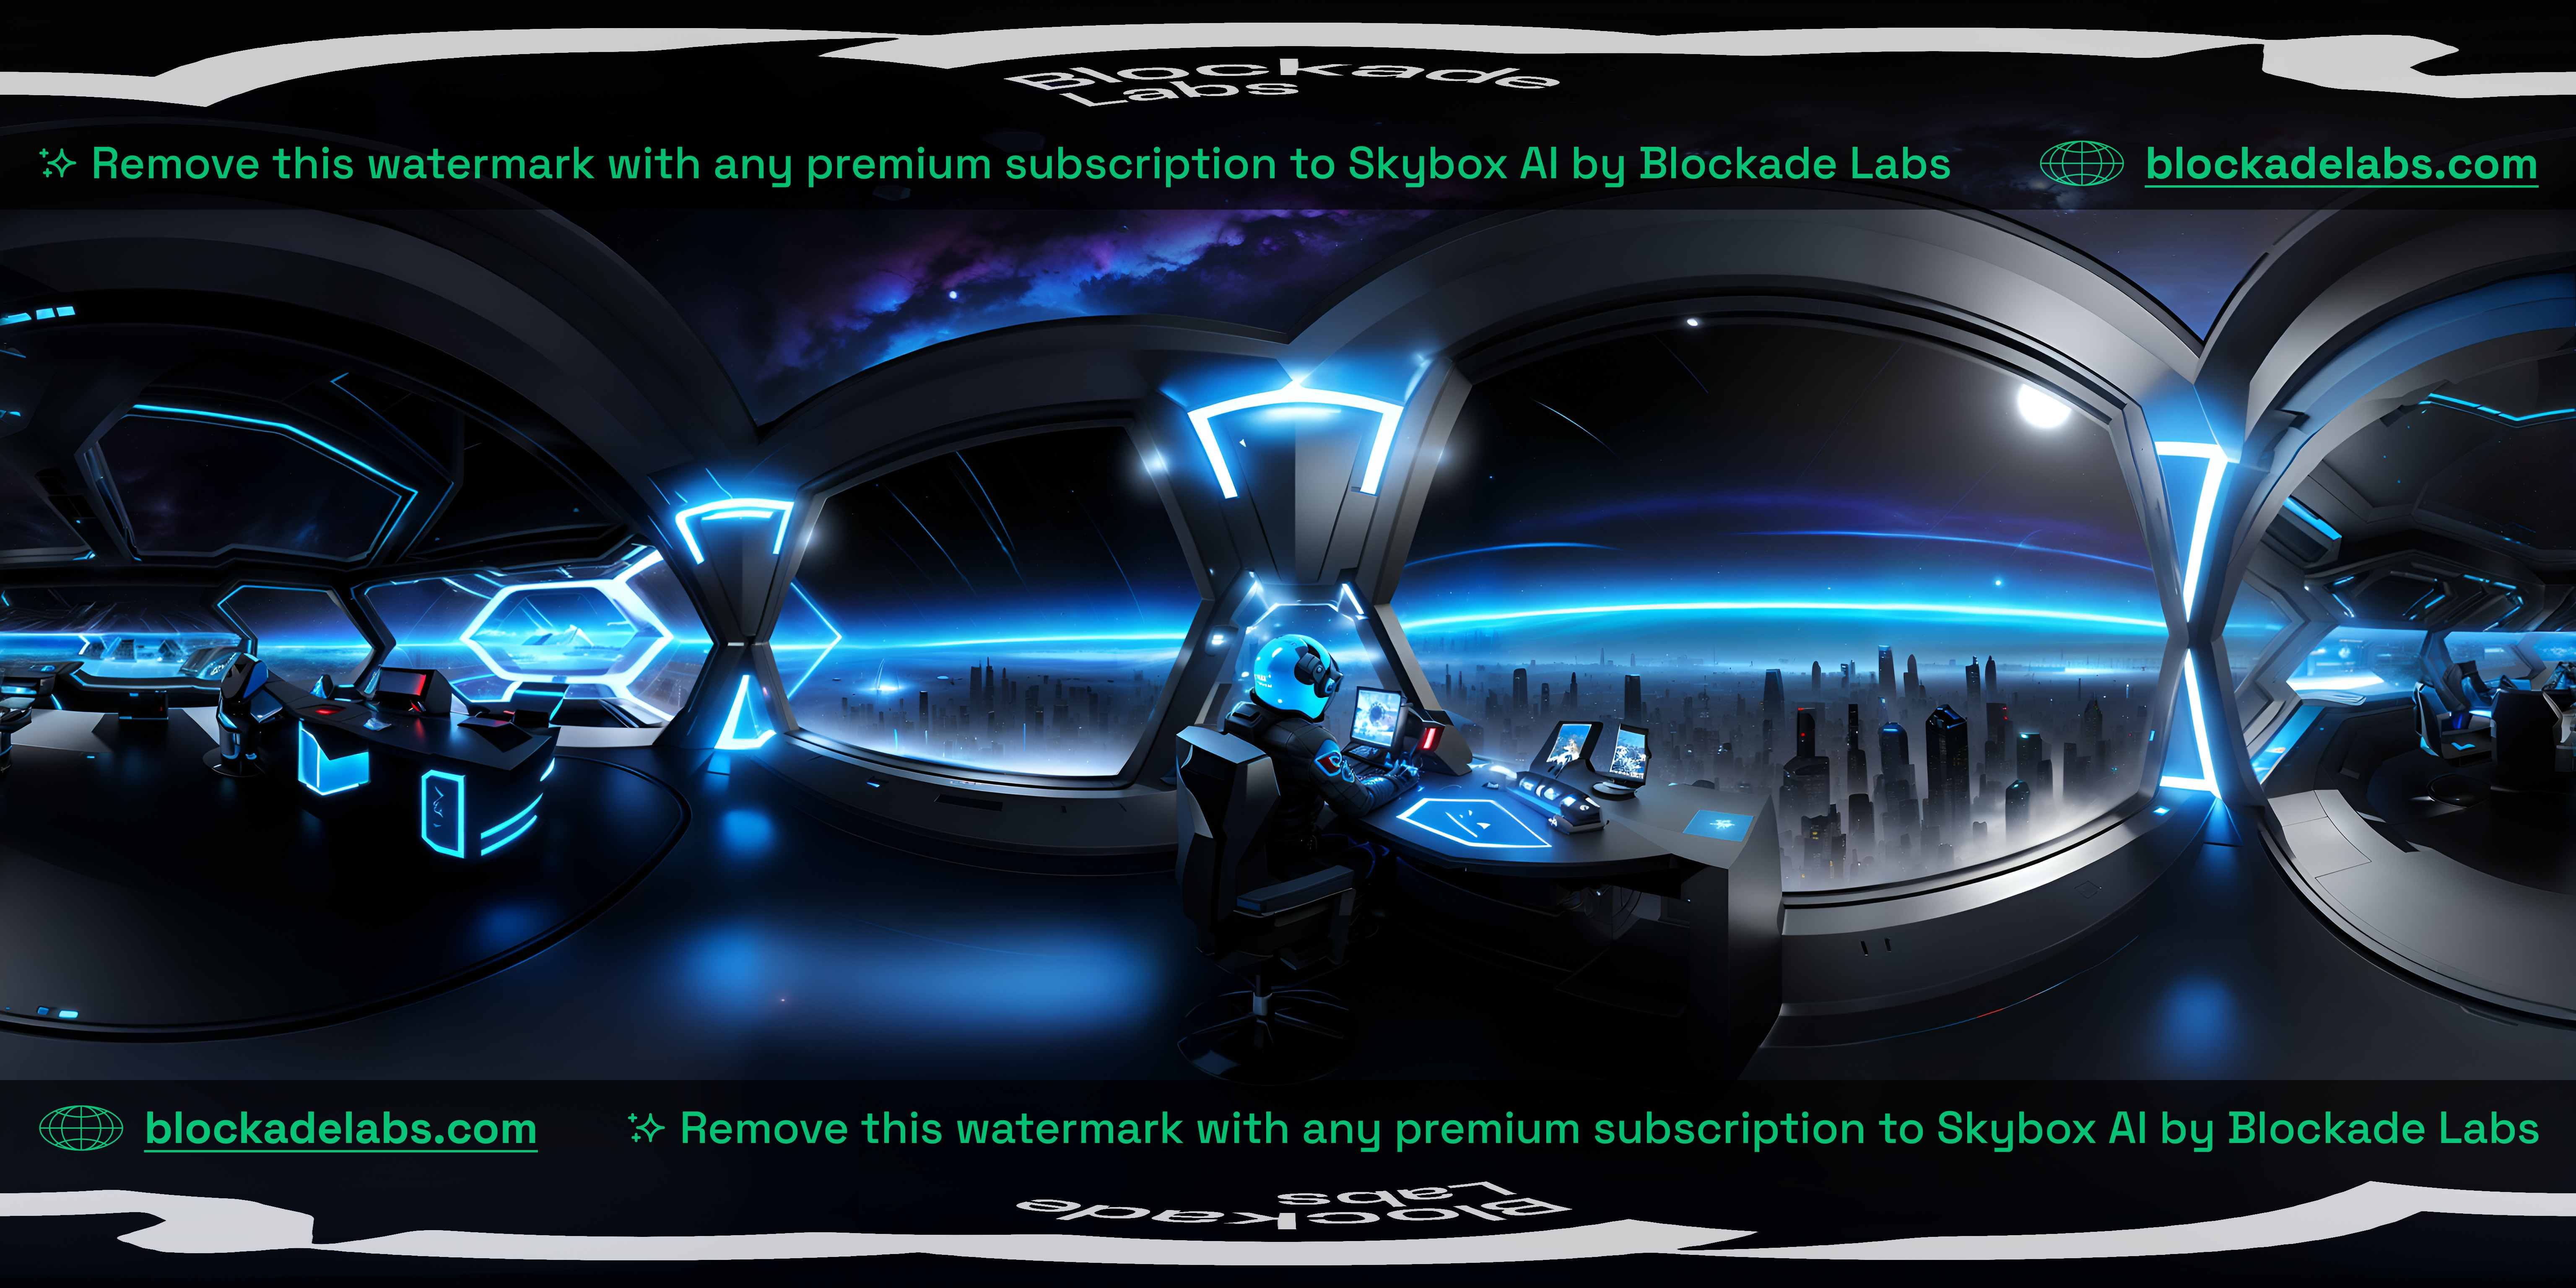 Blockade
Labs
Remove this watermark with any premium subscription to Skybox AI by Blockade Labs
blockadelabs.com
blockadelabs.com
Remove this watermark with any premium subscription to Skybox AI by Blockade Labs
Blockade
Labs